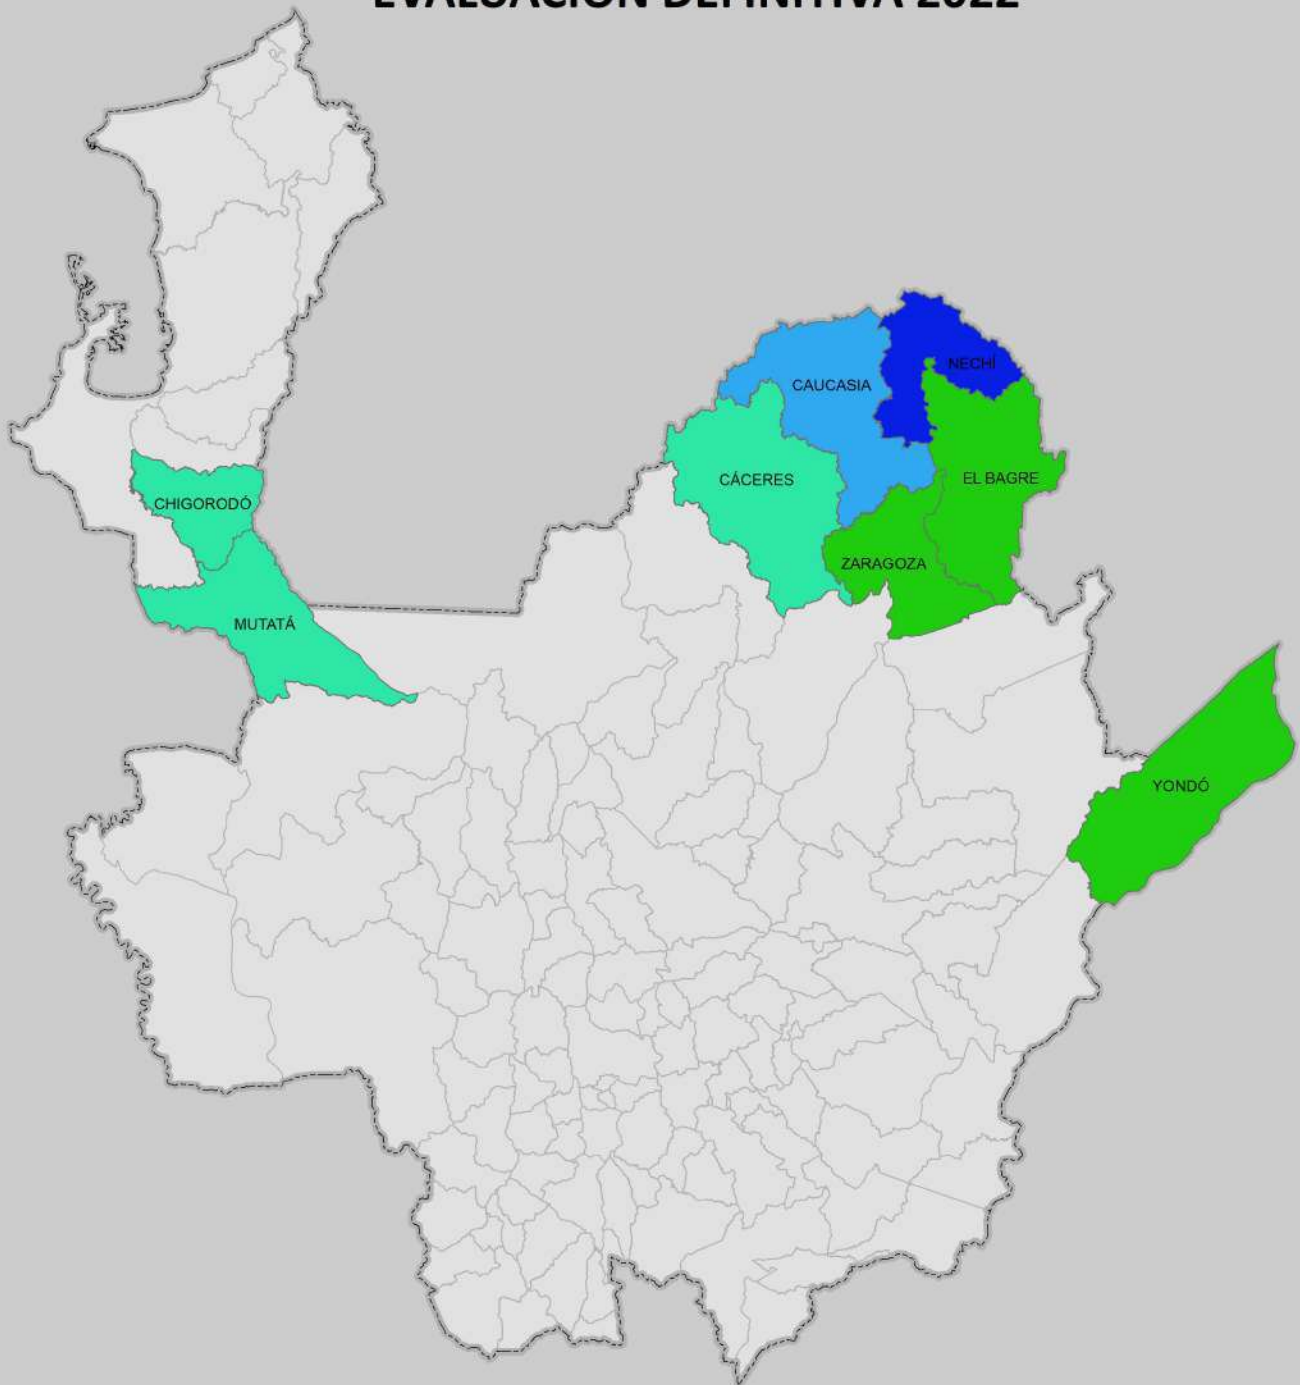 EVALUACIÓN DEFINITIVA 2022
NECHÍ
CAUCASIA
CÁCERES
EL BAGRE
CHIGORODÓ
ZARAGOZA
MUTATÁ
YONDÓ